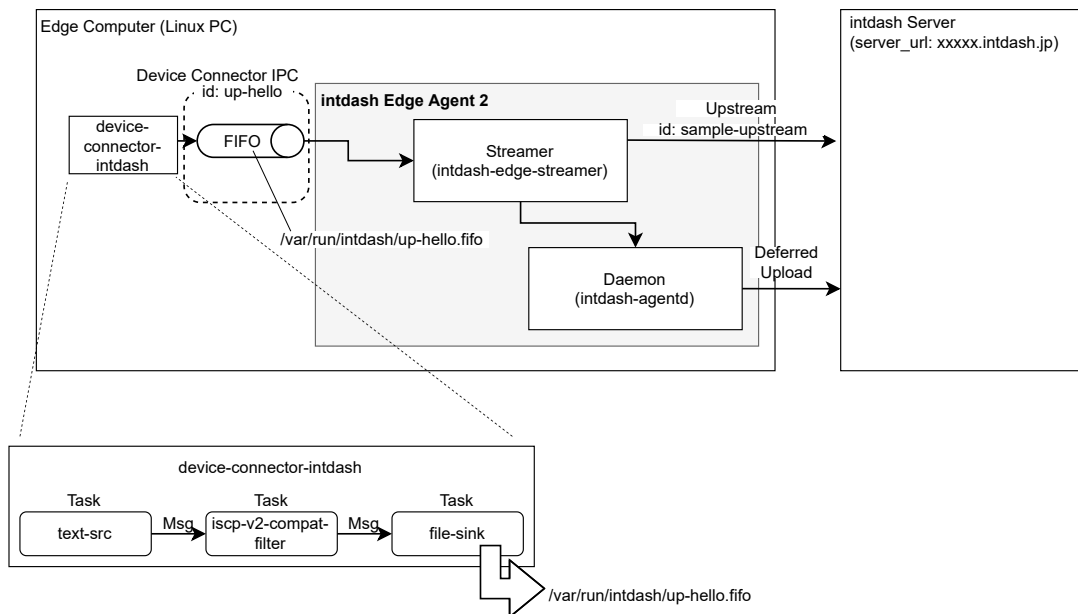 Edge Computer (Linux PC)
intdash Server
(server_url: xxxxx.intdash.jp)
Device Connector IPC
id: up-hello
intdash Edge Agent 2
device-
connector-
intdash
FIFO
Streamer
(intdash-edge-streamer)
Upstream
id: sample-upstream
/var/run/intdash/up-hello.fifo
Daemon
(intdash-agentd)
Deferred
Upload
device-connector-intdash
Task
Task
Task
text-src
Msg
iscp-v2-compat-
filter
Msg
file-sink
/var/run/intdash/up-hello.fifo